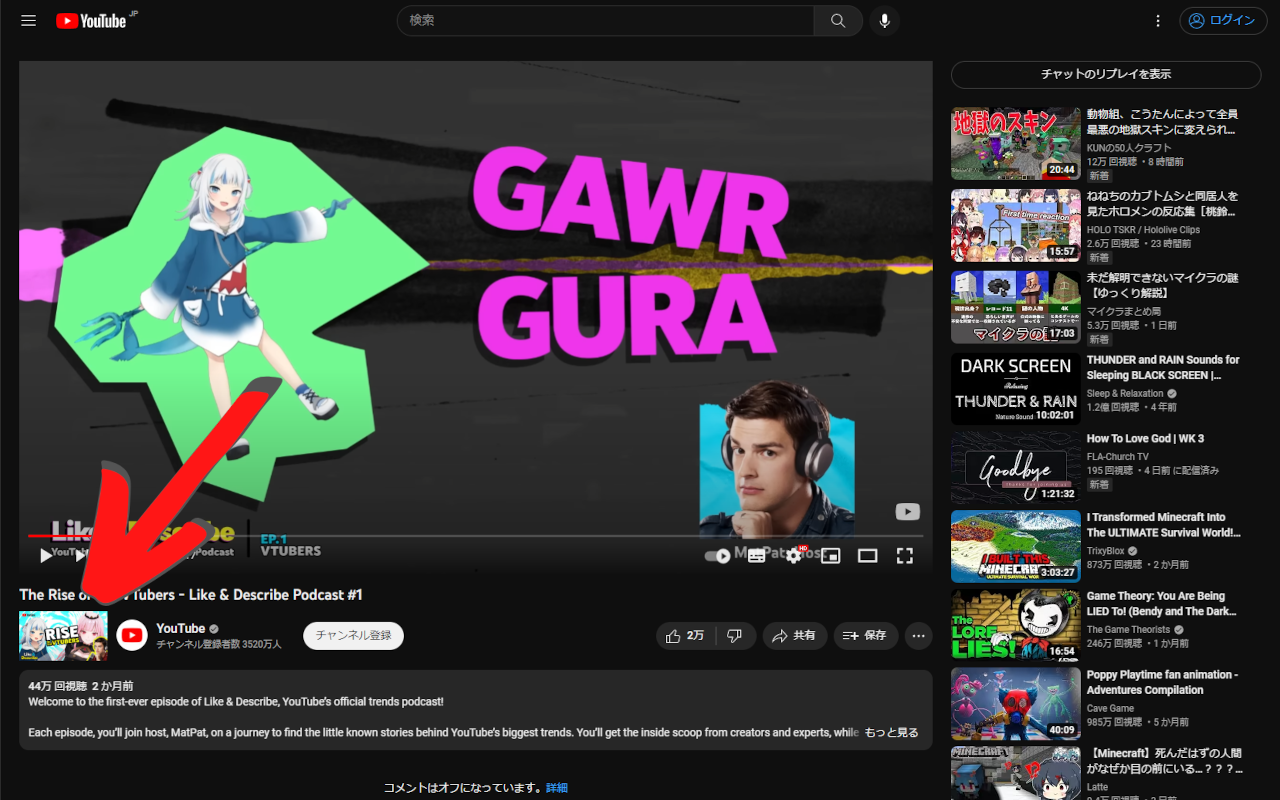 YouTube JP
検索
ログイン
GAWR
GURA
EP.1
VTUBERS
HD
The Rise of
Tubers - Like & Describe Podcast #1
RISE
YouTube
チャンネル登録者数 3520万人
チャンネル登録
2万
共有
保存
44万 回視聴 2 か月前
Welcome to the first-ever episode of Like & Describe, YouTube's official trends podcast!
Each episode, you'll join host, MatPat, on a journey to find the little known stories behind YouTube's biggest trends. You'll get the inside scoop from creators and experts, while もっと見る
コメントはオフになっています。詳細
チャットのリプレイを表示
地獄のスキン
20:44
動物組、こうたんによって全員
最悪の地獄スキンに変えられ...
KUNの50人クラフト
12万 回視聴・8 時間前
新着
First time reaction
15:57
ねねちのカブトムシと同居人を
見たホロメンの反応集［桃鈴...
HOLO TSKR / Hololive Clips
2.6万 回視聴・23 時間前
新着
マイクラの
17:03
未だ解明できないマイクラの謎
【ゆっくり解説】
マイクラまとめ局
5.3万 回視聴・1 日前
新着
DARK SCREEN
Relaxing
THUNDER & RAIN
Nature Sound
10:02:01
THUNDER and RAIN Sounds for
Sleeping BLACK SCREEN |...
Sleep & Relaxation
1.2億 回視聴・4 年前
Goodbye
1:21:32
How To Love God | WK 3
FLA-Church TV
195 回視聴・4 日前 に配信済み
新着
I BUILT THIS
MINECRA
ULTIMATE SURVIVAL WOR
3:03:27
I Transformed Minecraft Into
The ULTIMATE Survival World!...
TrixyBlox
873万 回視聴・2 か月前
The
LORE
LIES!
16:54
Game Theory: You Are Being
LIED To! (Bendy and The Dark...
The Game Theorists
246万 回視聴・1 か月前
40:09
Poppy Playtime fan animation -
Adventures Compilation
Cave Game
985万 回視聴・5 か月前
MINECRAFT
【Minecraft】死んだはずの人間
がなぜか目の前にいる...？？？...
Latte